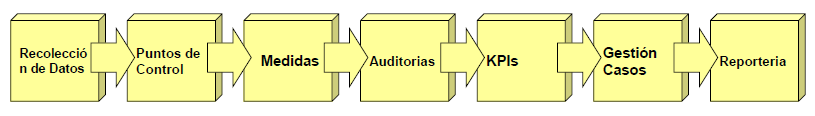 Recolecció
n de Datos
Puntos de
Control
Medidas
Auditorias
KPIs
Gestión
Casos
Reporteria